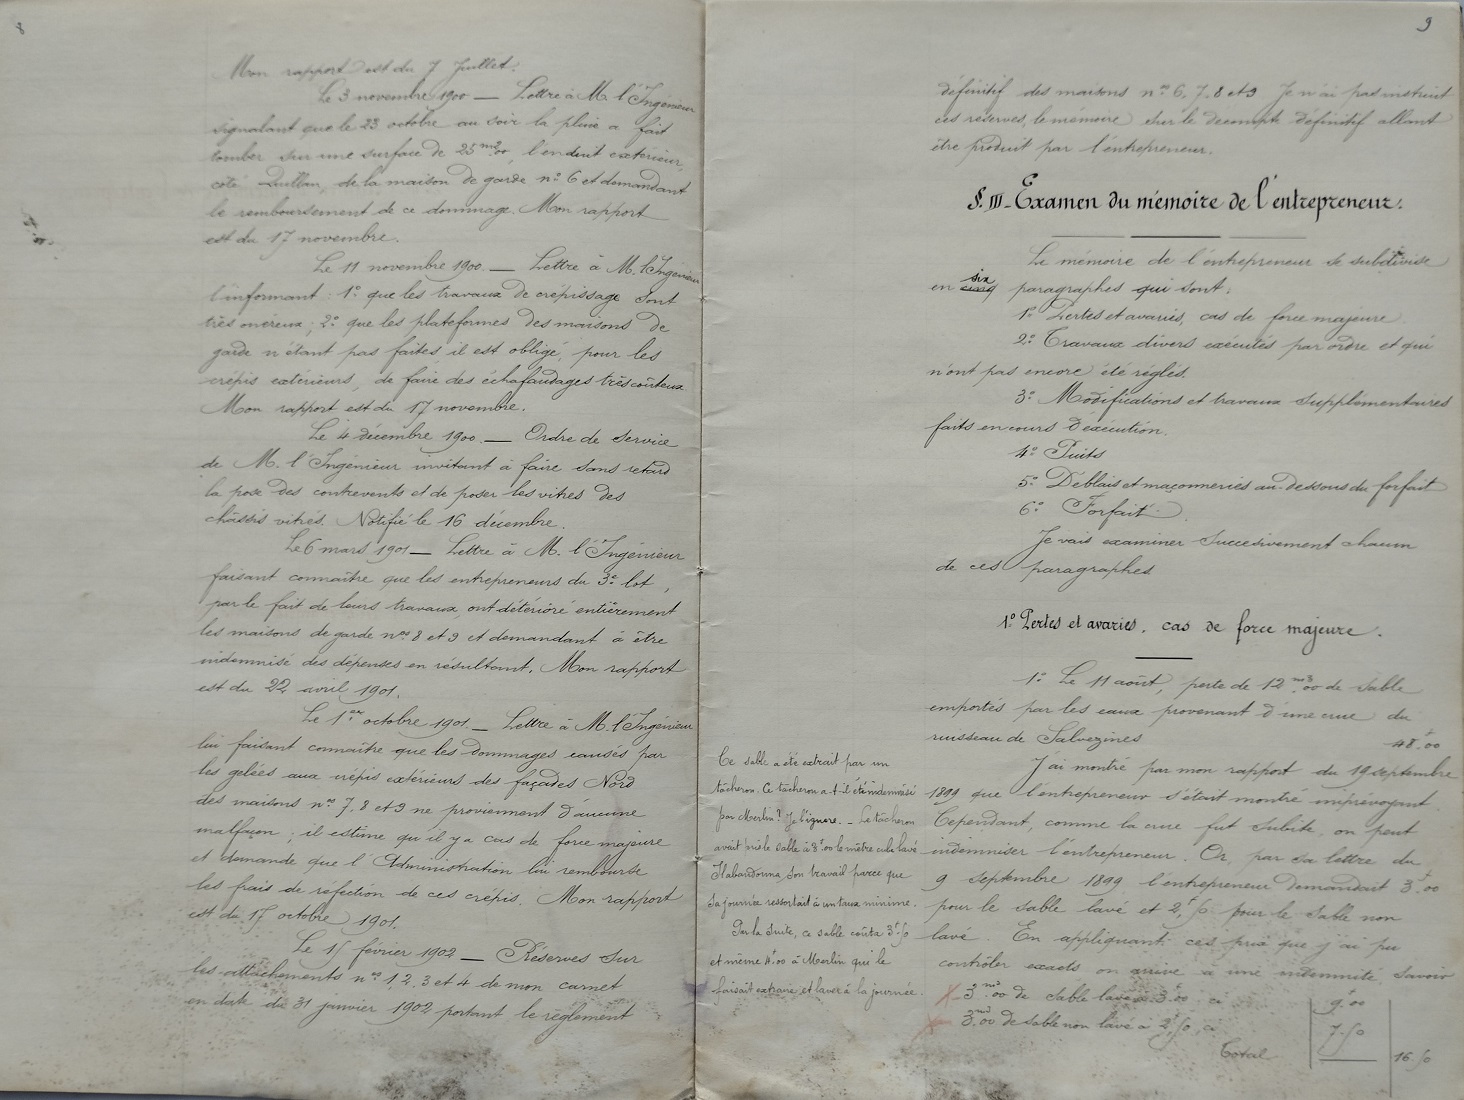 8
Mon rapport est du 7 Juillet.
Le 3 novembre 1900 — Lettre à M. l'Ingénieur
signalant que le 23 octobre au soir la pluie a fait
tomber sur une surface de 25 m2 00, l'enduit extérieur,
côté Quillan, de la maison de garde n° 6 et demandant
le remboursement de ce dommage. Mon rapport
est du 17 novembre.
Le 11 novembre 1900. — Lettre à M. l'Ingénieur
l'informant : 1° que les travaux de crépissage sont
très onéreux ; 2° que les plateformes des maisons de
garde n'étant pas faites, il est obligé, pour les
crépis extérieurs, de faire des échafaudages très coûteux
Mon rapport est du 17 novembre.
Le 4 décembre 1900. — Ordre de Service
de M. l'Ingénieur invitant à faire sans retard
la pose des contrevents et de poser les vitres des
châssis vitrés. Notifié le 16 décembre.
Le 6 mars 1901 — Lettre à M. l'Ingénieur
faisant connaître que les entrepreneurs du 3e lot,
par le fait de leurs travaux, ont détérioré entièrement
les maisons de garde nos 8 et 9 et demandant à être
indemnisé des dépenses en résultant. Mon rapport
est du 22 avril 1901.
Le 1er octobre 1901 — Lettre à M. l'Ingénieur
lui faisant connaître que les dommages causés par
les gelées aux crépis extérieurs des façades Nord
des maisons nos 7, 8 et 9 ne proviennent d'aucune
malfaçon ; il estime qu'il y a cas de force majeure
et demande que l'Administration lui rembourse
les frais de réfection de ces crépis. Mon rapport
est du 17 octobre 1901.
Le 15 février 1902 — Réserves sur
les attachements nos 1, 2, 3 et 4 de mon carnet
en date du 31 janvier 1902 portant le règlement
9
définitif des maisons nos 6, 7, 8 et 9 Je n'ai pas instruit
ces réserves, le mémoire sur le décompte définitif allant
être produit par l'entrepreneur.
§. III - Examen du mémoire de l'entrepreneur.
Le mémoire de l'entrepreneur se subdivise
six
en cinq paragraphes qui sont :
1° Pertes et avaries, cas de force majeure
2° Travaux divers exécutés par ordre et qui
n'ont pas encore été réglés.
3° Modifications et travaux supplémentaires
faits en cours d'exécution.
4° Puits
5° Déblais et maçonneries au-dessous du forfait
6° Forfait
Je vais examiner succesivement chacun
de ces paragraphes
1° Pertes et avaries, cas de force majeure.
1° Le 11 août, perte de 12 m3 00 de sable
emportés par les eaux provenant d'une crue du
ruisseau de Salvezines 48f.00
J'ai montré par mon rapport du 19 septembre
1899 que l'entrepreneur s'était montré imprévoyant.
Cependant, comme la crue fut subite, on peut
indemniser l'entrepreneur. Or, par sa lettre du
9 septembre 1899, l'entrepreneur demandait 3f.00
pour le sable lavé et 2f,50 pour le sable non
lavé. En appliquant ces prix que j'ai pu
contrôler exacts on arrive à une indemnité, savoir
3 m3.00 de sable lavé à 3f.00, ci 9f.00
3 m3.00 de sable non lavé à 2f,50, ci 7.50
Total 16.50
Ce sable a été extrait par un
tâcheron. Ce tâcheron a-t-il été indemnisé
par Merlin ? Je l'ignore. — Le tâcheron
avait pris le sable à 3f00 le mètre cube lavé
Il abandonna son travail parce que
sa journée ressortait à un taux minime.
Par la suite, ce sable coûta 3f.50
et même 4f.00 à Merlin qui le
faisait extraire et laver à la journée.